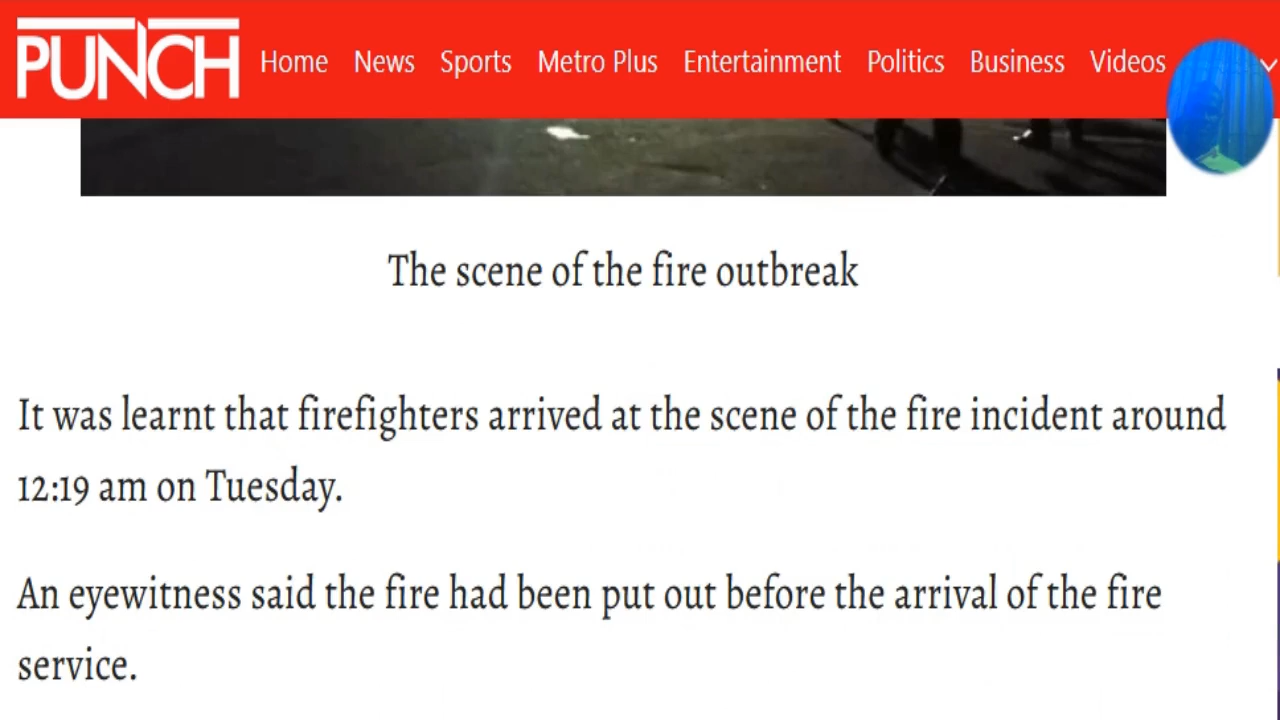 PUNCH Home News Sports Metro Plus Entertainment Politics Business Videos
The scene of the fire outbreak
It was learnt that firefighters arrived at the scene of the fire incident around
12:19 am on Tuesday.
An eyewitness said the fire had been put out before the arrival of the fire
service.